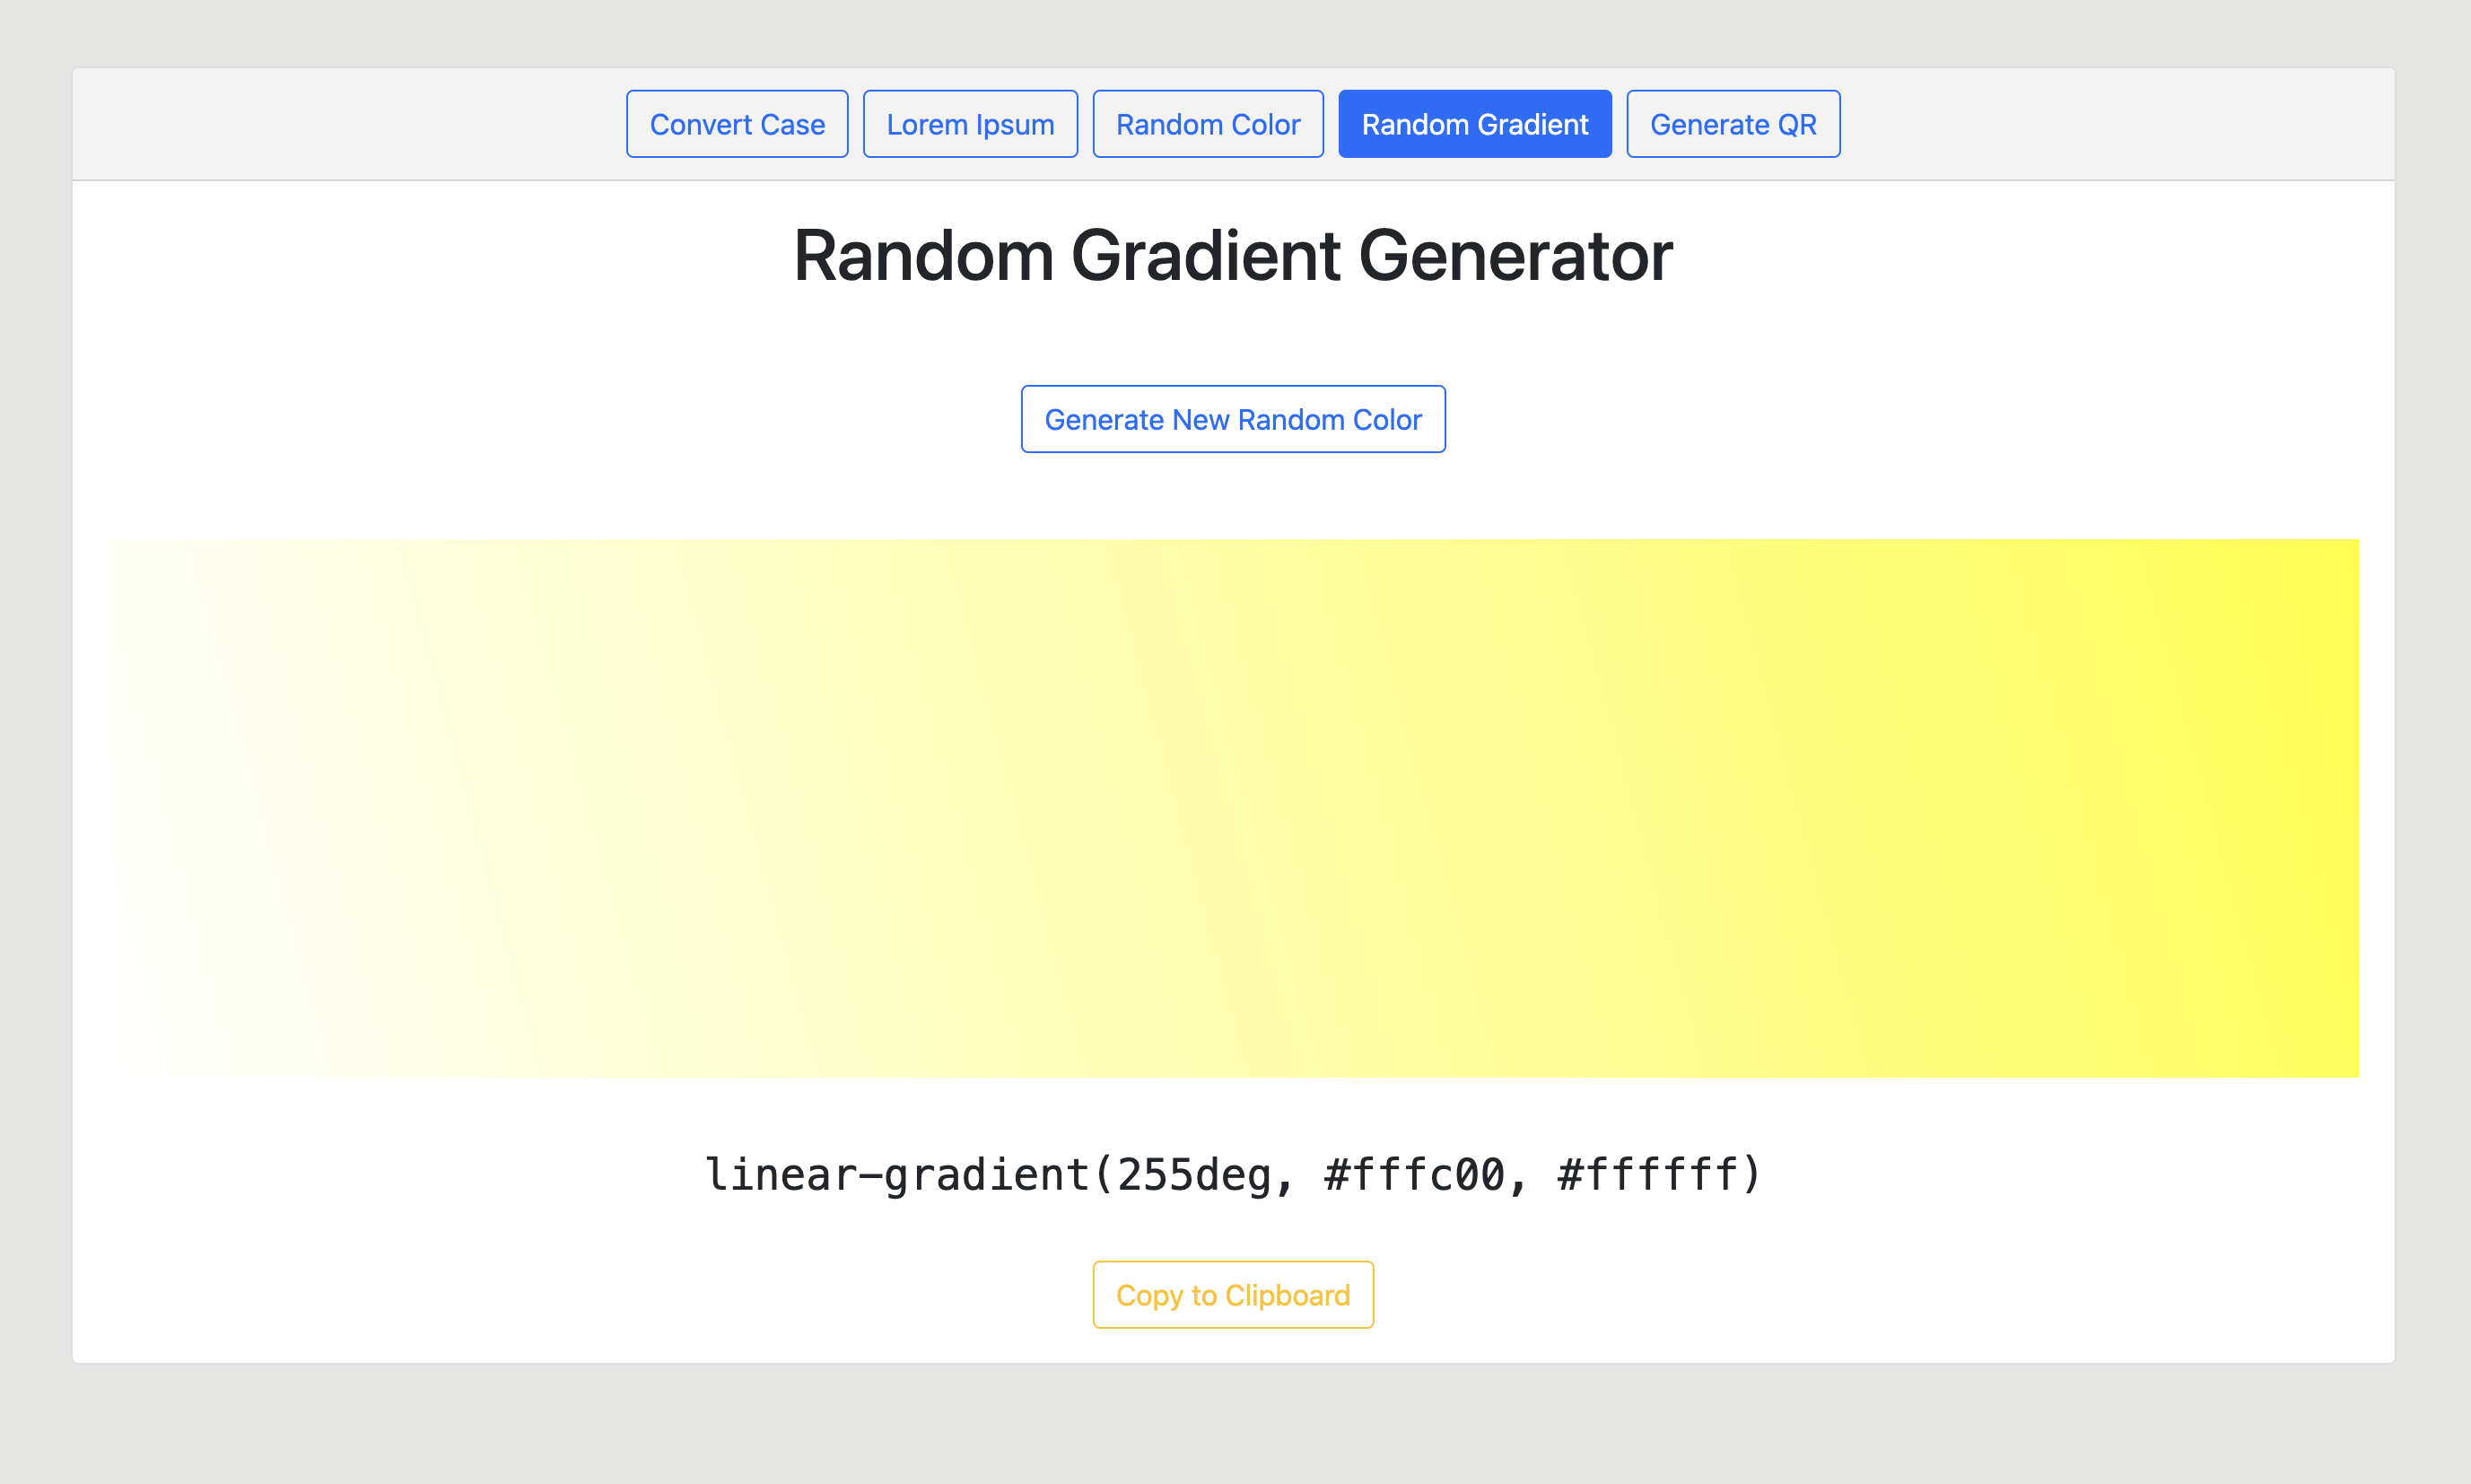 Convert Case Lorem Ipsum Random Color Random Gradient Generate QR
Random Gradient Generator
Generate New Random Color
linear-gradient(255deg, #fffc00, #ffffff)
Copy to Clipboard